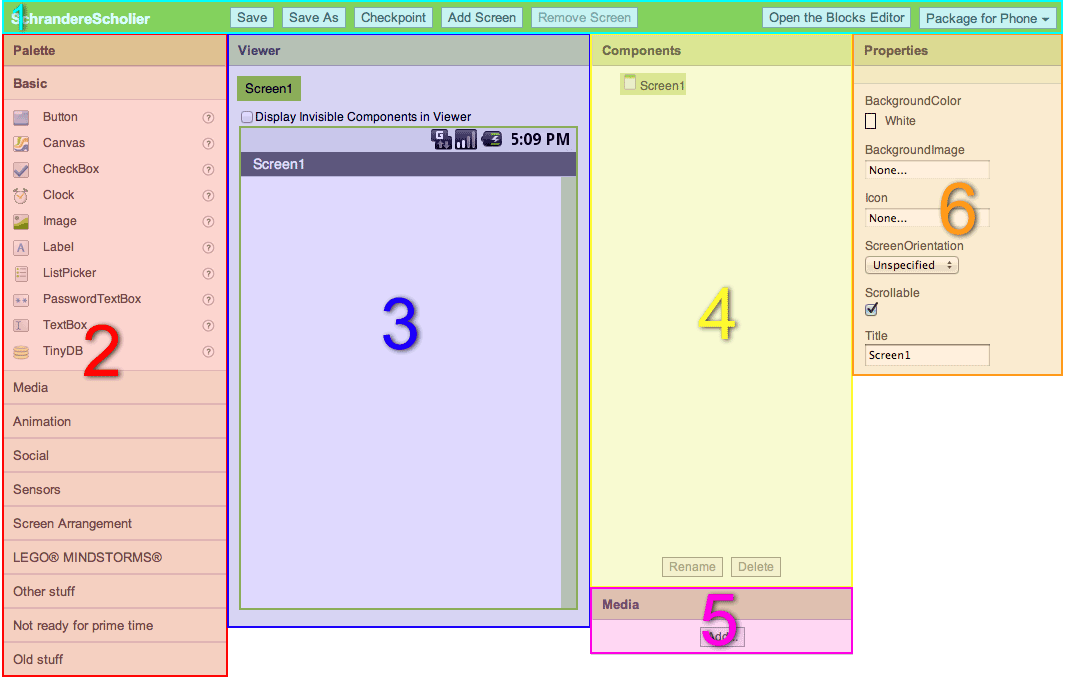 1
SchrandereScholier
Save
Save As
Checkpoint
Add Screen
Remove Screen
Open the Blocks Editor
Package for Phone
Palette
Basic
Button ?
Canvas ?
CheckBox ?
Clock ?
Image ?
A Label ?
ListPicker ?
PasswordTextBox ?
TextBox ?
TinyDB ?
2
Media
Animation
Social
Sensors
Screen Arrangement
LEGO® MINDSTORMS®
Other stuff
Not ready for prime time
Old stuff
Viewer
Screen1
Display Invisible Components in Viewer
G 5:09 PM
Screen1
3
Components
Screen1
4
Rename
Delete
Media
5
Add...
Properties
BackgroundColor
White
BackgroundImage
None...
Icon
None...
6
ScreenOrientation
Unspecified
Scrollable
Title
Screen1